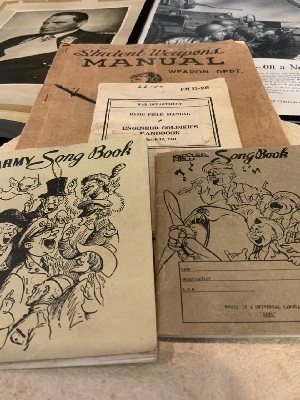 Student Weapons
MANUAL
WEAPON DEPT.
FM 21-105
WAR DEPARTMENT
BASIC FIELD MANUAL
ENGINEER SOLDIER'S
HANDBOOK
ARMY Song Book
Song Book
ORGANIZATION
MUSIC IS A UNIVERSAL LANGUAGE
... on a N